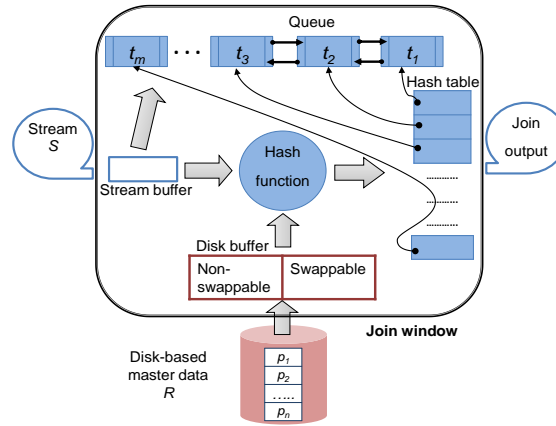 Queue
t_m
. . .
t_3
t_2
t_1
Hash table
Stream
S
Join
output
Hash
function
Stream buffer
............
............
............
Disk buffer
Non-
swappable
Swappable
Join window
Disk-based
master data
R
p_1
p_2
.....
p_n